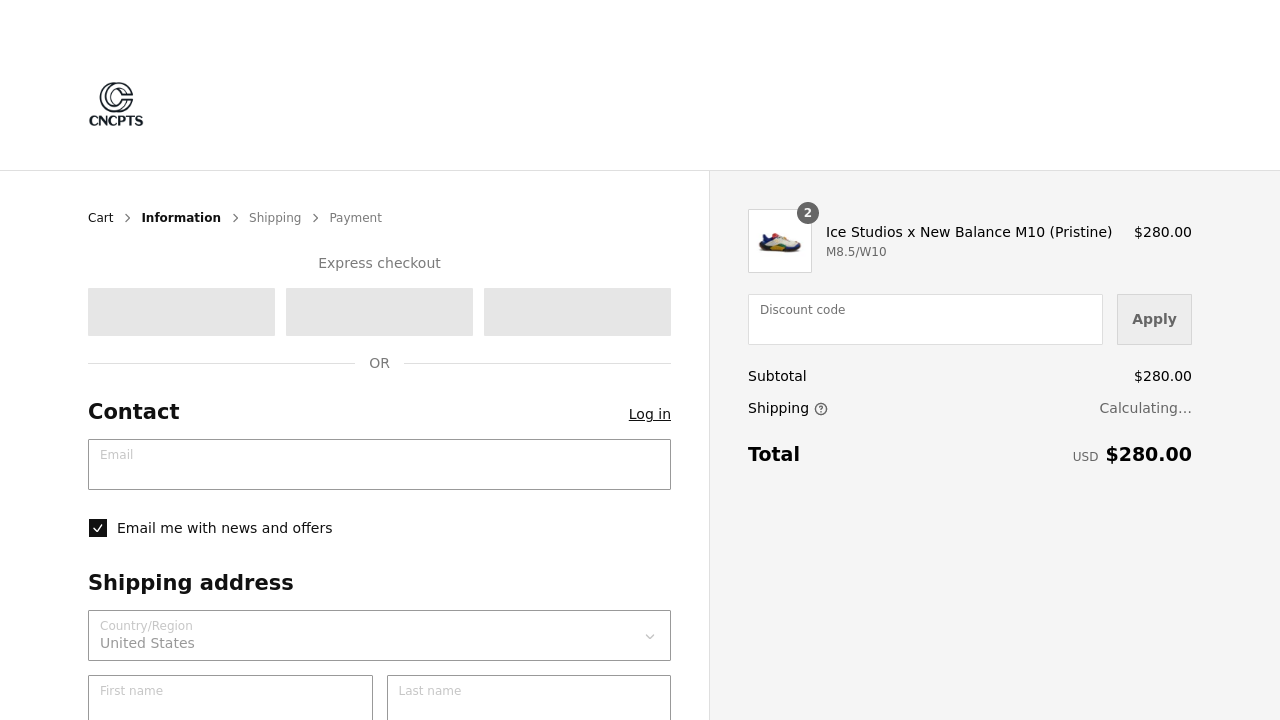 CNCPTS
Cart
Information
Shipping
Payment
Express checkout
OR
Contact
Log in
Email
Email me with news and offers
Shipping address
Country/Region
United States
First name
Last name
2
Ice Studios x New Balance M10 (Pristine)
$280.00
M8.5/W10
Discount code
Apply
Subtotal
$280.00
Shipping
Calculating…
Total
USD $280.00